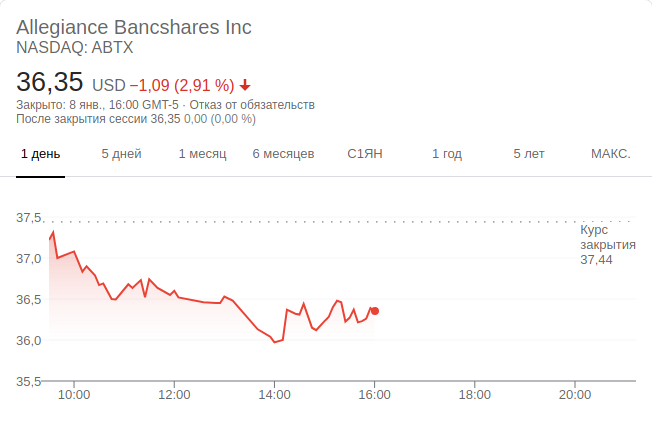 Allegiance Bancshares Inc
NASDAQ: ABTX
36,35 USD −1,09 (2,91 %)
Закрыто: 8 янв., 16:00 GMT-5 · Отказ от обязательств
После закрытия сессии 36,35 0,00 (0,00 %)
1 день 5 дней 1 месяц 6 месяцев С1ЯН 1 год 5 лет МАКС.
37,5
Курс
закрытия
37,44
37,0
36,5
36,0
35,5
10:00 12:00 14:00 16:00 18:00 20:00